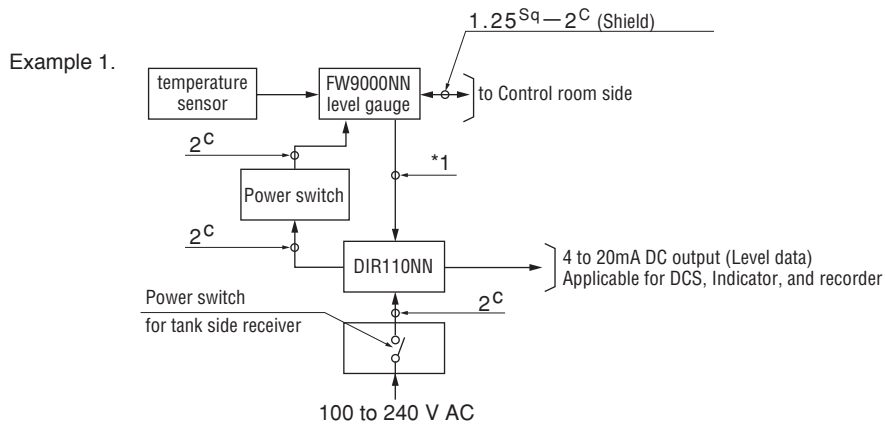 1.25Sq—2C (Shield)
Example 1.
temperature
sensor
FW9000NN
level gauge
to Control room side
2C
*1
Power switch
2C
DIR110NN
4 to 20mA DC output (Level data)
Applicable for DCS, Indicator, and recorder
Power switch
for tank side receiver
2C
100 to 240 V AC